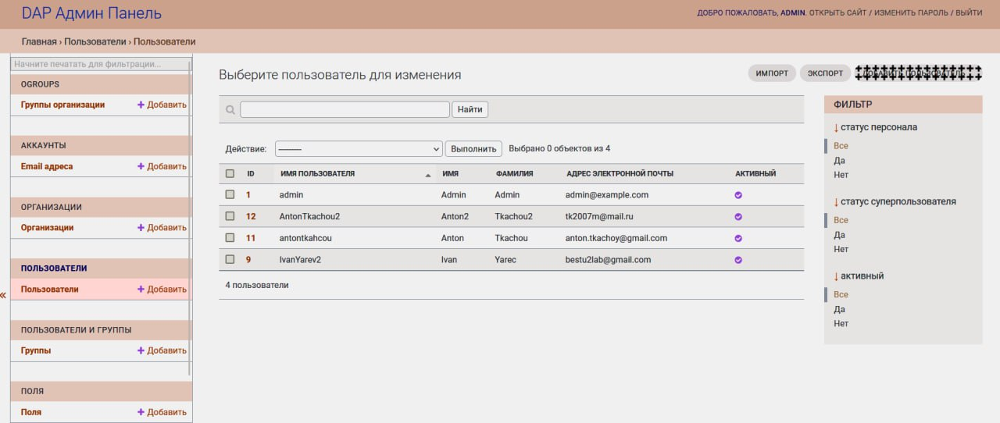 DAP Админ Панель
ДОБРО ПОЖАЛОВАТЬ, ADMIN. ОТКРЫТЬ САЙТ / ИЗМЕНИТЬ ПАРОЛЬ / ВЫЙТИ
Главная › Пользователи › Пользователи
Начните печатать для фильтрации...
OGROUPS
Группы организации + Добавить
АККАУНТЫ
Email адреса + Добавить
ОРГАНИЗАЦИИ
Организации + Добавить
ПОЛЬЗОВАТЕЛИ
Пользователи + Добавить
«
ПОЛЬЗОВАТЕЛИ И ГРУППЫ
Группы + Добавить
ПОЛЯ
Поля + Добавить
Выберите пользователь для изменения
ИМПОРТ ЭКСПОРТ ДОБАВИТЬ ПОЛЬЗОВАТЕЛЬ
Найти
Действие: --------- Выполнить Выбрано 0 объектов из 4
ID ИМЯ ПОЛЬЗОВАТЕЛЯ ИМЯ ФАМИЛИЯ АДРЕС ЭЛЕКТРОННОЙ ПОЧТЫ АКТИВНЫЙ
1 admin Admin Admin admin@example.com
12 AntonTkachou2 Anton2 Tkachou2 tk2007m@mail.ru
11 antontkahcou Anton Tkachou anton.tkachoy@gmail.com
9 IvanYarev2 Ivan Yarec bestu2lab@gmail.com
4 пользователи
ФИЛЬТР
↓ статус персонала
Все
Да
Нет
↓ статус суперпользователя
Все
Да
Нет
↓ активный
Все
Да
Нет